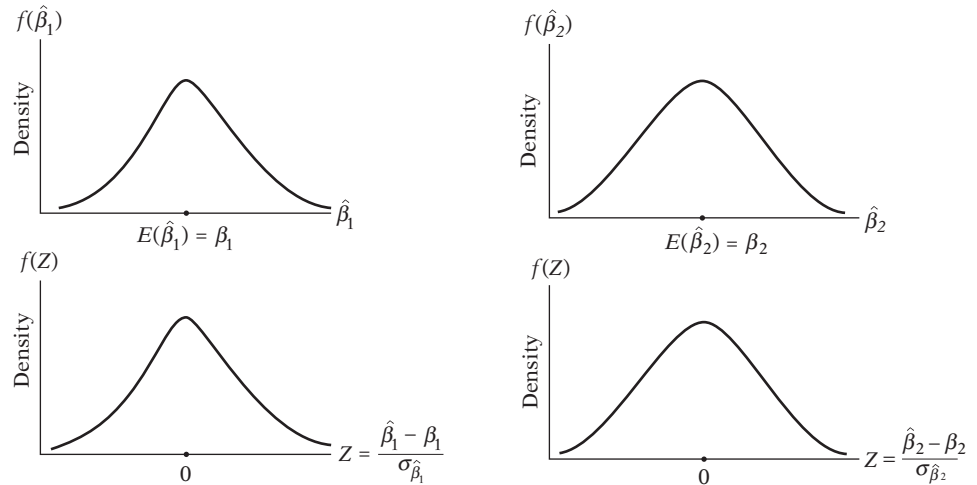 f(β̂₁)
Density
β̂₁
E(β̂₁) = β₁
f(β̂₂)
Density
β̂₂
E(β̂₂) = β₂
f(Z)
Density
0
Z = (β̂₁ − β₁) / σ_β̂₁
f(Z)
Density
0
Z = (β̂₂ − β₂) / σ_β̂₂